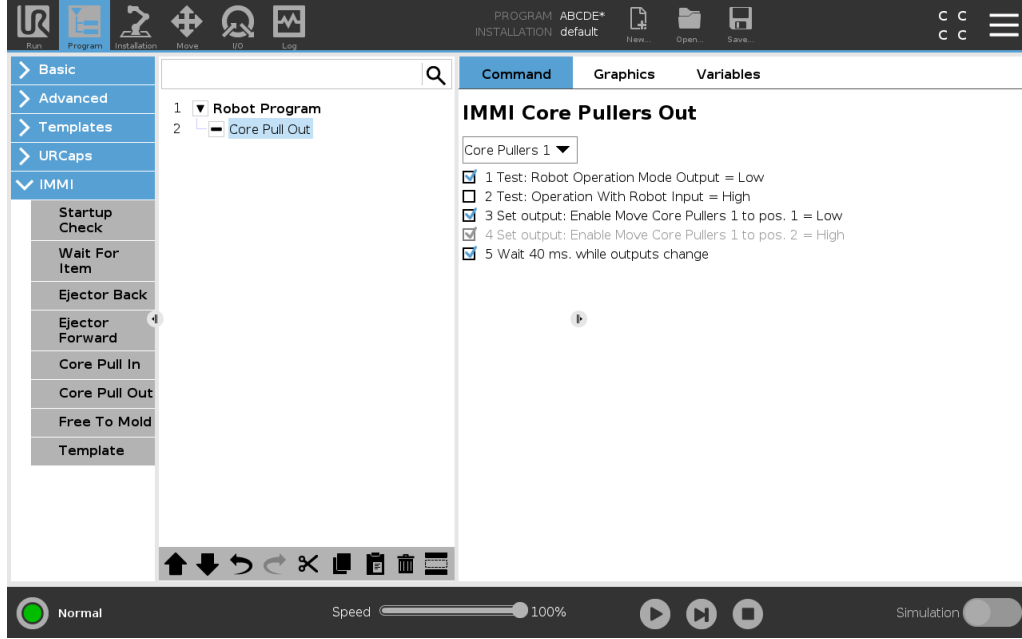 UR
PROGRAM ABCDE*
INSTALLATION default
Run Program Installation Move I/O Log
New... Open... Save...
C C
C C
Basic
Advanced
Templates
URCaps
IMMI
Startup
Check
Wait For
Item
Ejector Back
Ejector
Forward
Core Pull In
Core Pull Out
Free To Mold
Template
1 Robot Program
2 Core Pull Out
Command Graphics Variables
IMMI Core Pullers Out
Core Pullers 1
1 Test: Robot Operation Mode Output = Low
2 Test: Operation With Robot Input = High
3 Set output: Enable Move Core Pullers 1 to pos. 1 = Low
4 Set output: Enable Move Core Pullers 1 to pos. 2 = High
5 Wait 40 ms. while outputs change
Normal
Speed 100%
Simulation